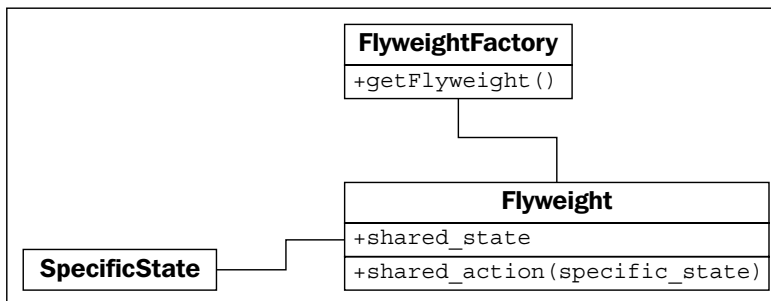 FlyweightFactory
+getFlyweight()
Flyweight
+shared_state
+shared_action(specific_state)
SpecificState